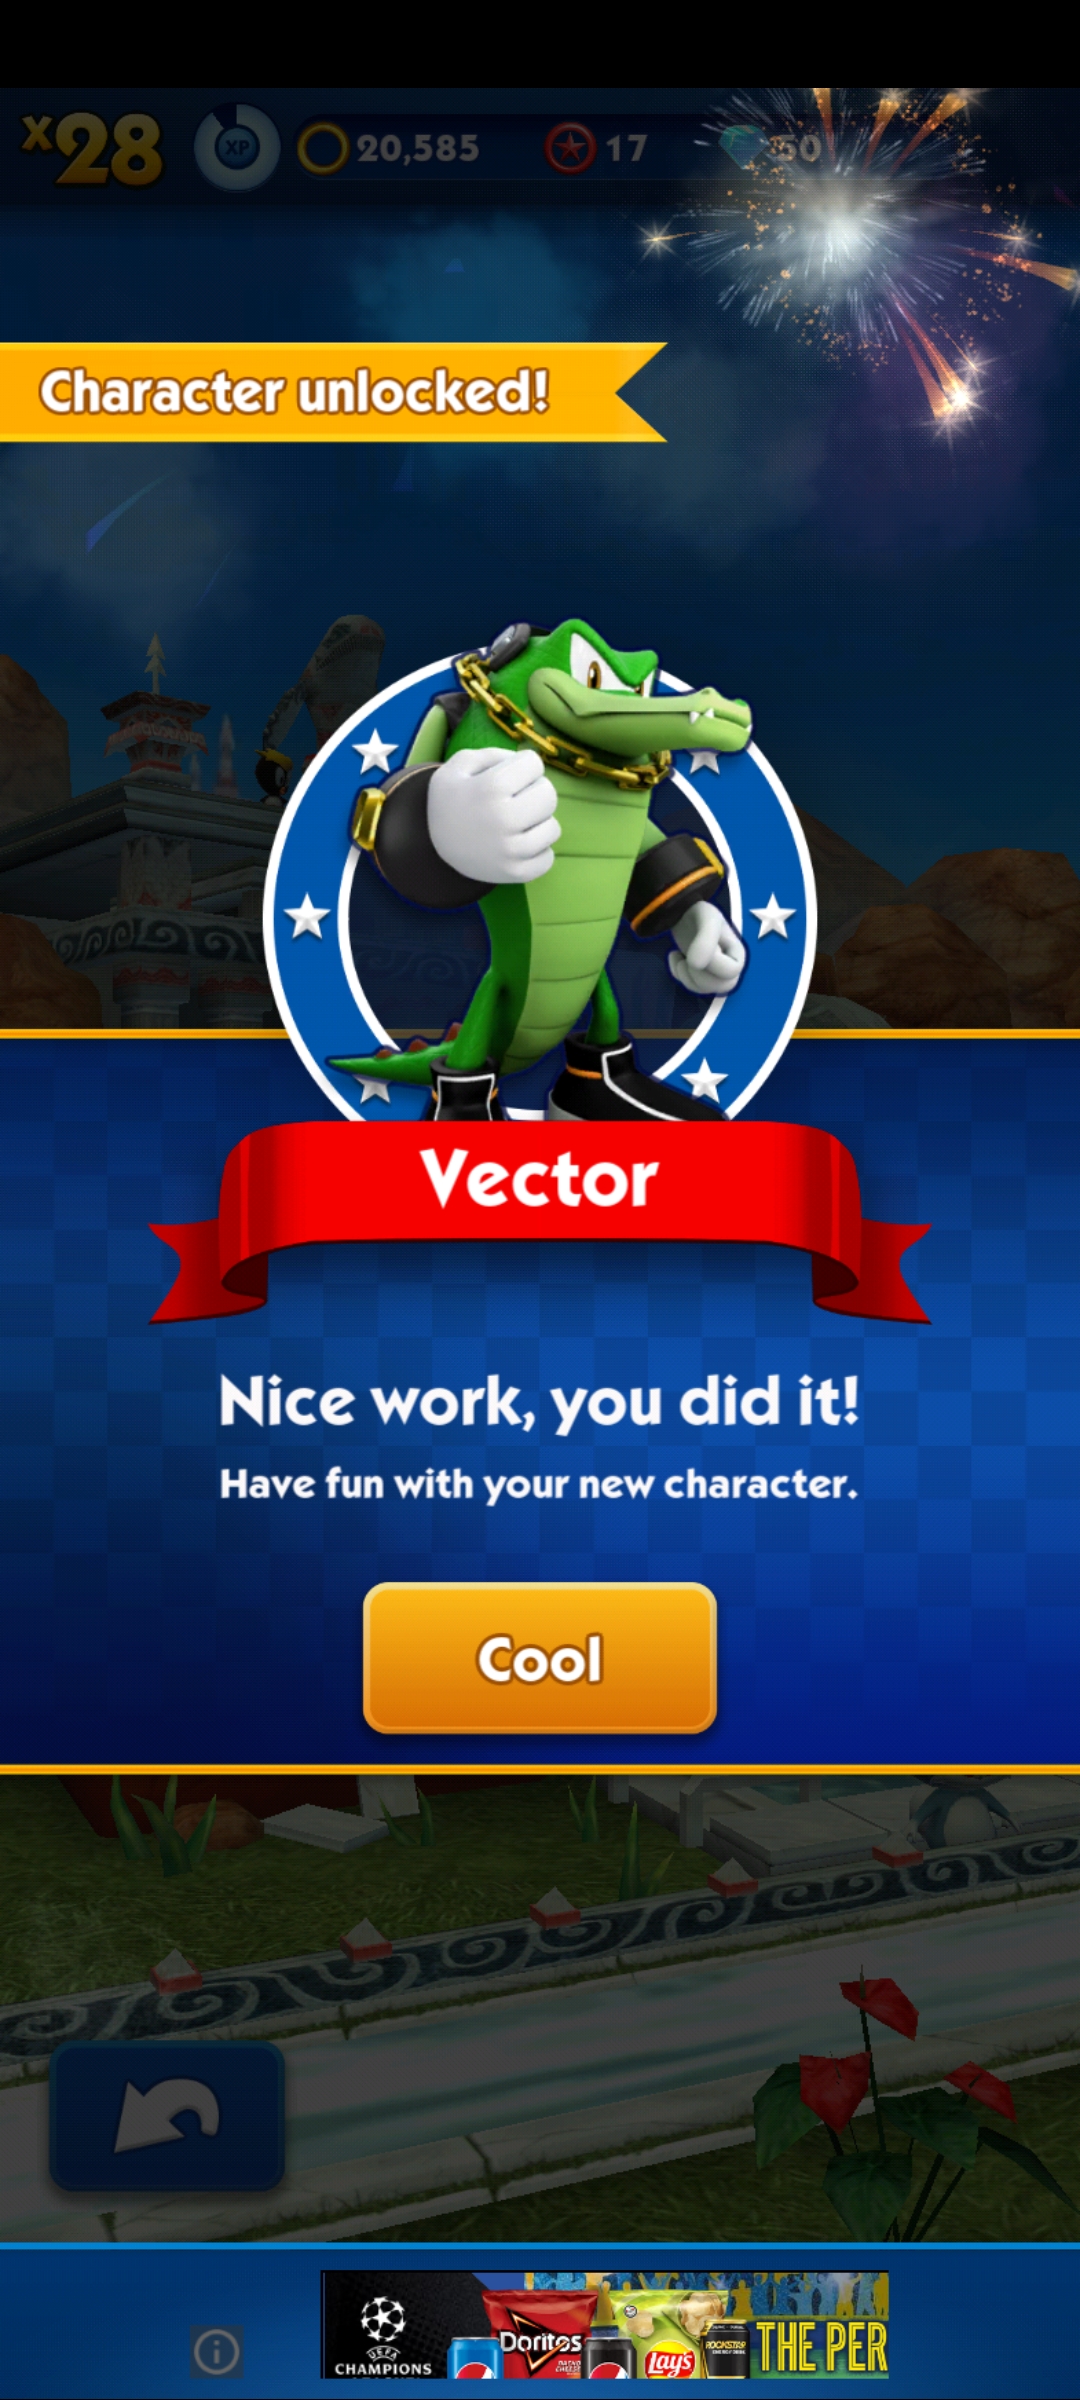 x28 XP 20,585 17 50
Character unlocked!
Vector
Nice work, you did it!
Have fun with your new character.
Cool
UEFA
CHAMPIONS
Doritos
Lay's
ROCKSTAR
THE PER